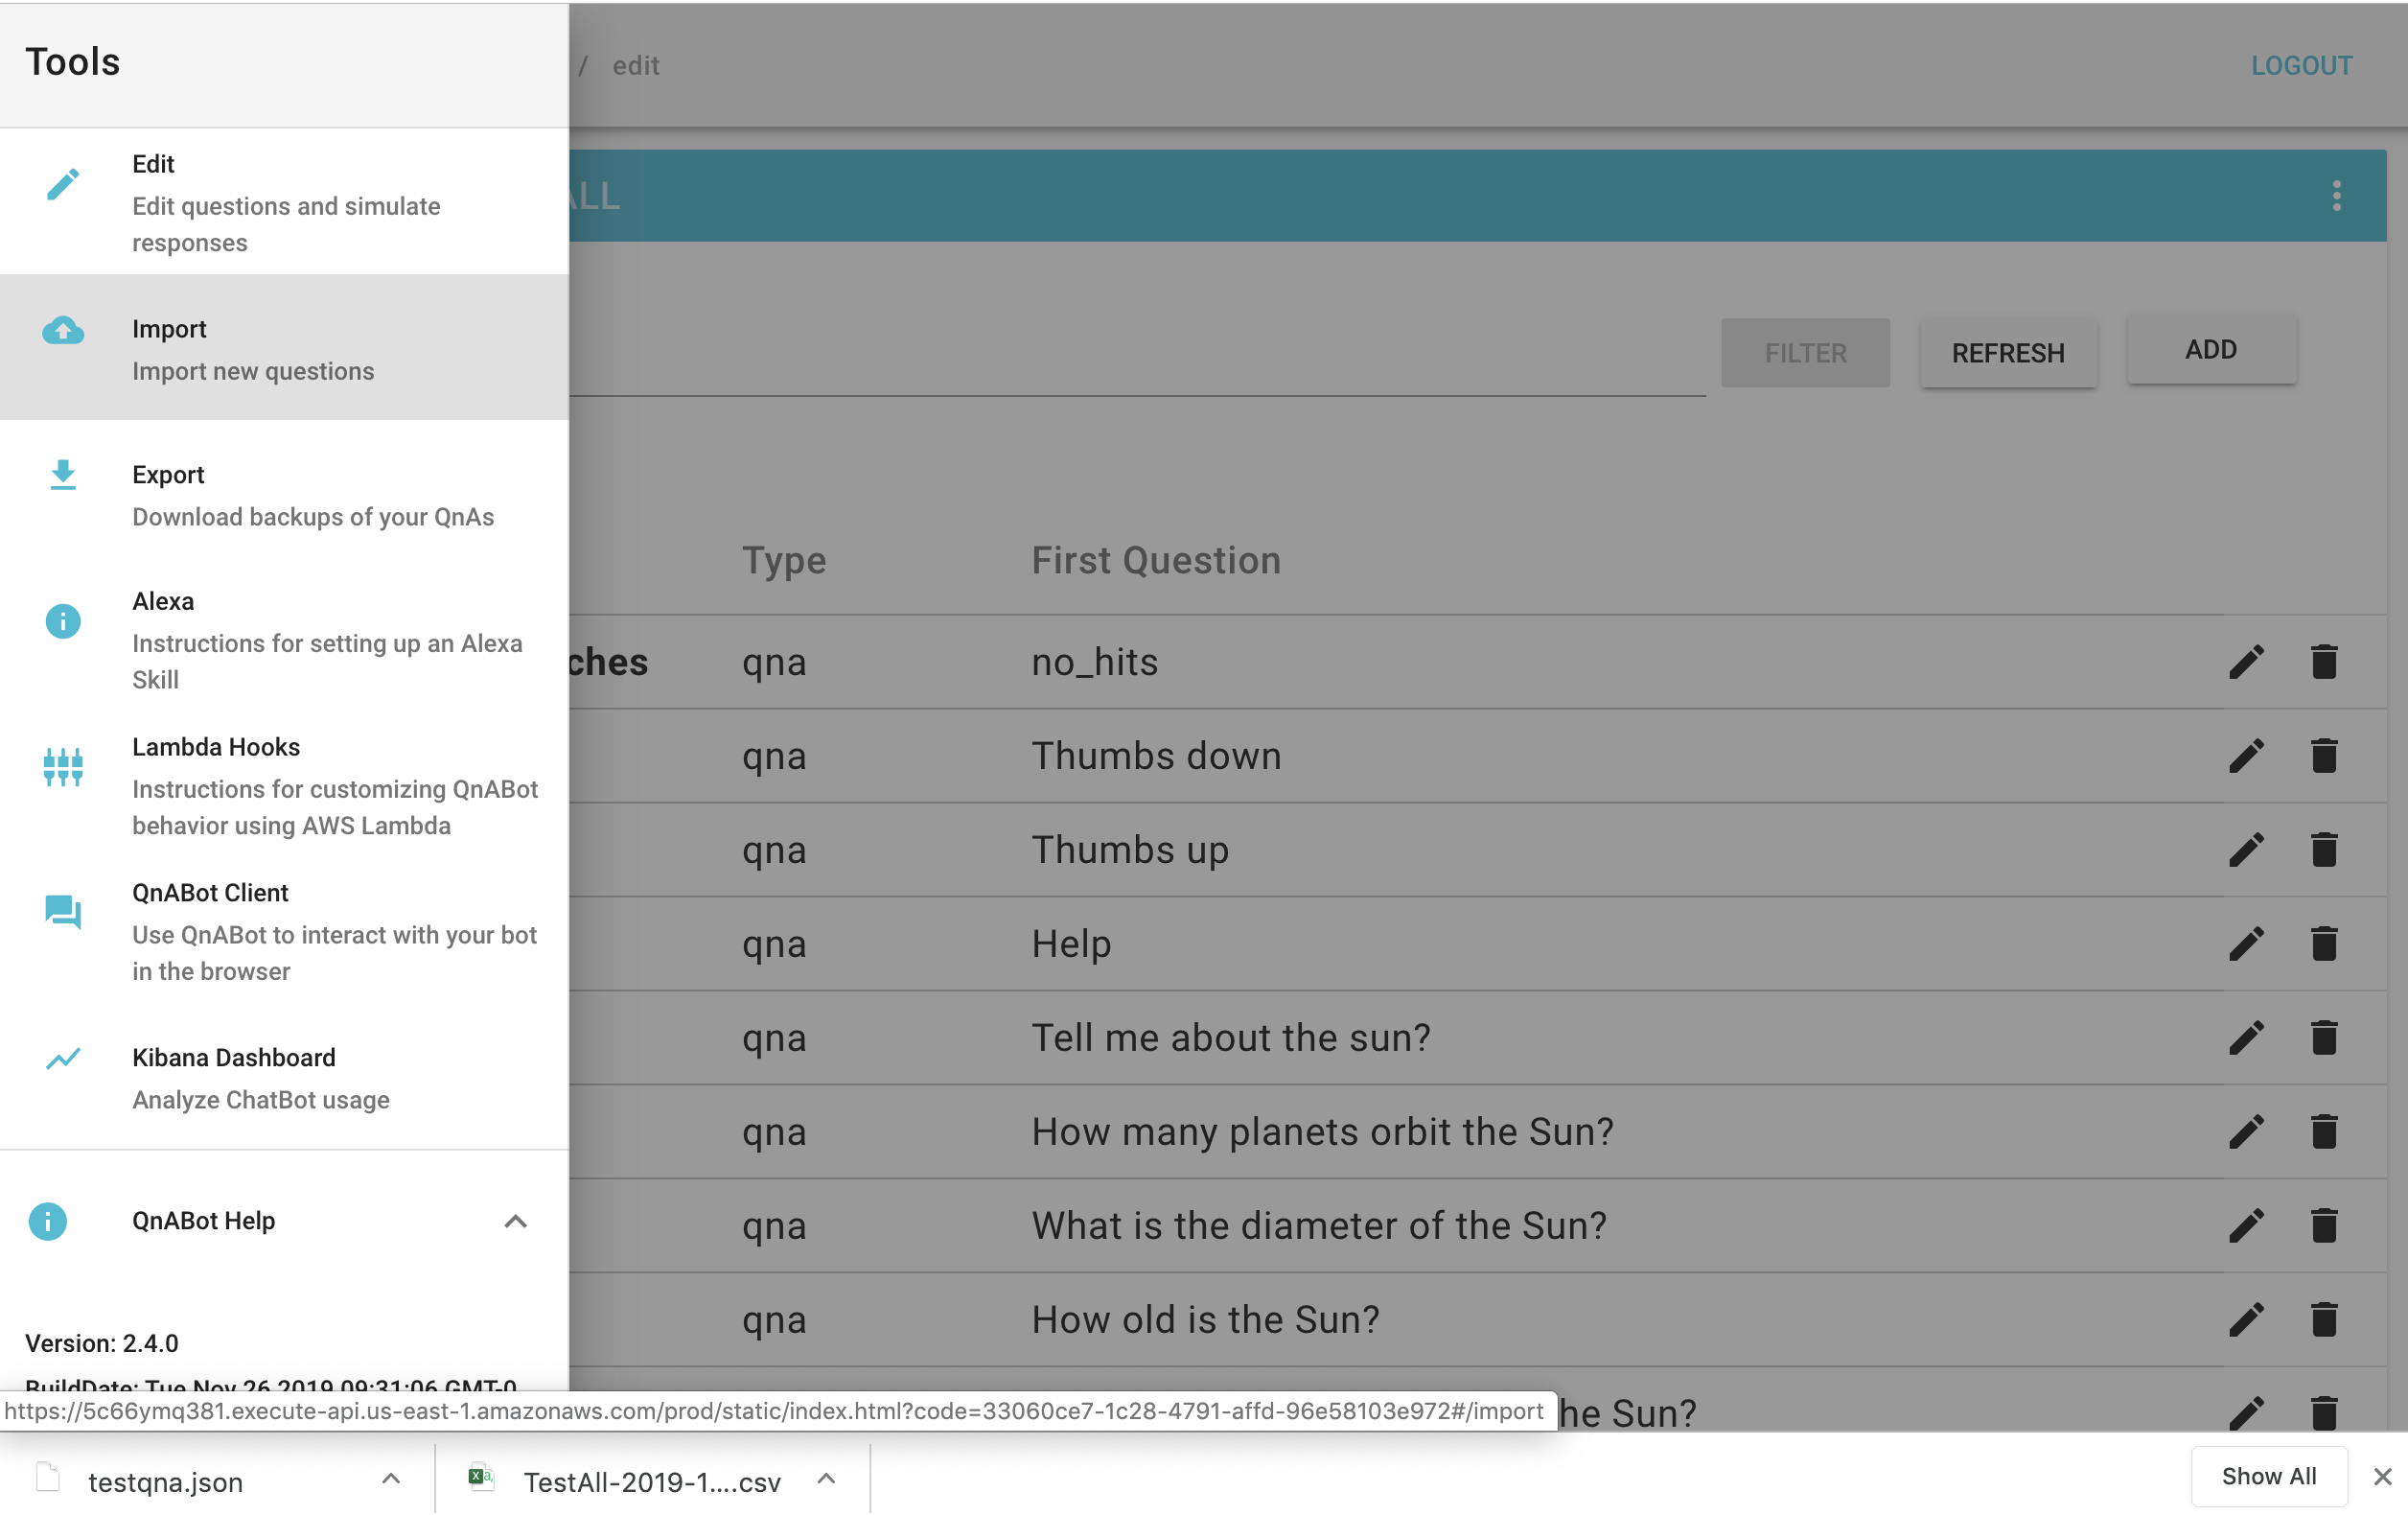 Tools
/ edit
LOGOUT
Edit
Edit questions and simulate
responses
ALL
Import
Import new questions
FILTER
REFRESH
ADD
Export
Download backups of your QnAs
Type
First Question
Alexa
Instructions for setting up an Alexa
Skill
ches qna no_hits
Lambda Hooks
Instructions for customizing QnABot
behavior using AWS Lambda
qna Thumbs down
qna Thumbs up
QnABot Client
Use QnABot to interact with your bot
in the browser
qna Help
Kibana Dashboard
Analyze ChatBot usage
qna Tell me about the sun?
qna How many planets orbit the Sun?
QnABot Help
qna What is the diameter of the Sun?
qna How old is the Sun?
Version: 2.4.0
BuildDate: Tue Nov 26 2019 09:31:06 GMT-0
https://5c66ymq381.execute-api.us-east-1.amazonaws.com/prod/static/index.html?code=33060ce7-1c28-4791-affd-96e58103e972#/import
he Sun?
testqna.json
TestAll-2019-1....csv
Show All